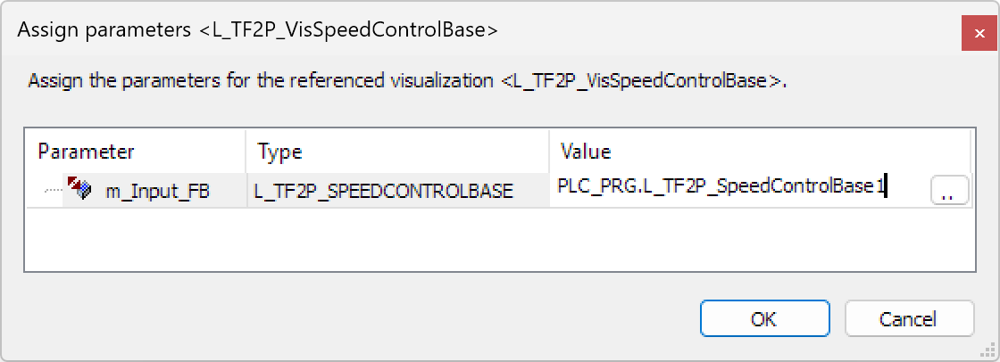 Assign parameters <L_TF2P_VisSpeedControlBase>
Assign the parameters for the referenced visualization <L_TF2P_VisSpeedControlBase>.
Parameter Type Value
m_Input_FB L_TF2P_SPEEDCONTROLBASE PLC_PRG.L_TF2P_SpeedControlBase1 ..
OK Cancel